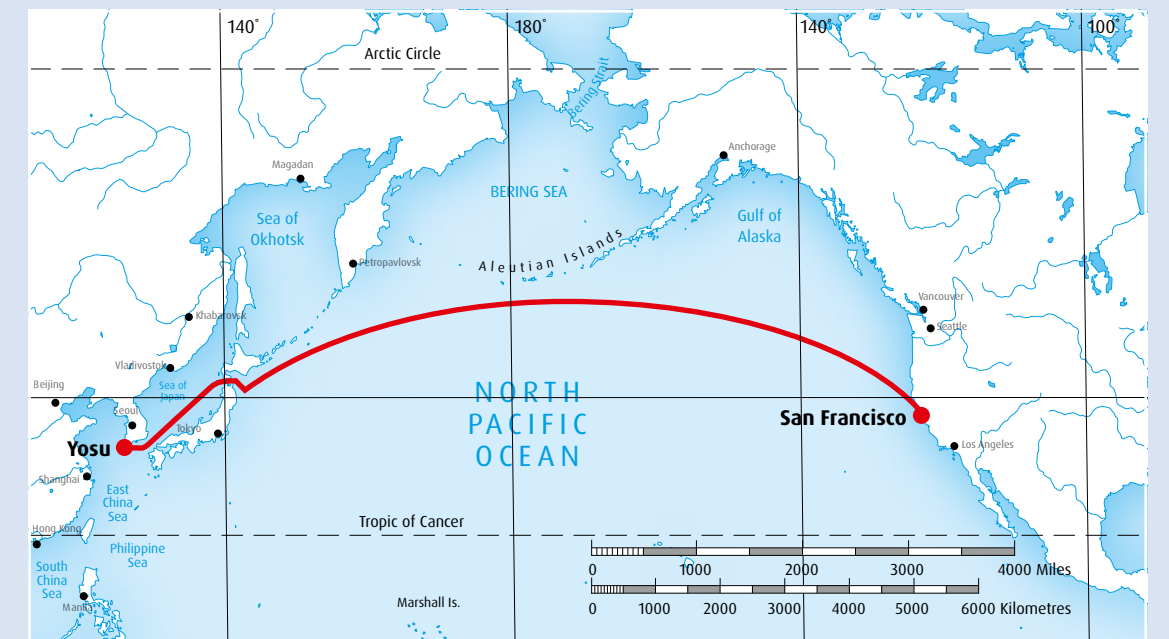 140°
180°
140°
100°
Arctic Circle
Bering Strait
Anchorage
Magadan
BERING SEA
Sea of
Okhotsk
Gulf of
Alaska
Aleutian Islands
Petropavlovsk
Vancouver
Khabarovsk
Seattle
Vladivostok
Beijing
Sea of
Japan
NORTH
PACIFIC
OCEAN
Seoul
San Francisco
Tokyo
Yosu
Los Angeles
Shanghai
East
China
Sea
Tropic of Cancer
Hong Kong
Philippine
Sea
South
China
Sea
0 1000 2000 3000 4000 Miles
Manila
Marshall Is.
0 1000 2000 3000 4000 5000 6000 Kilometres